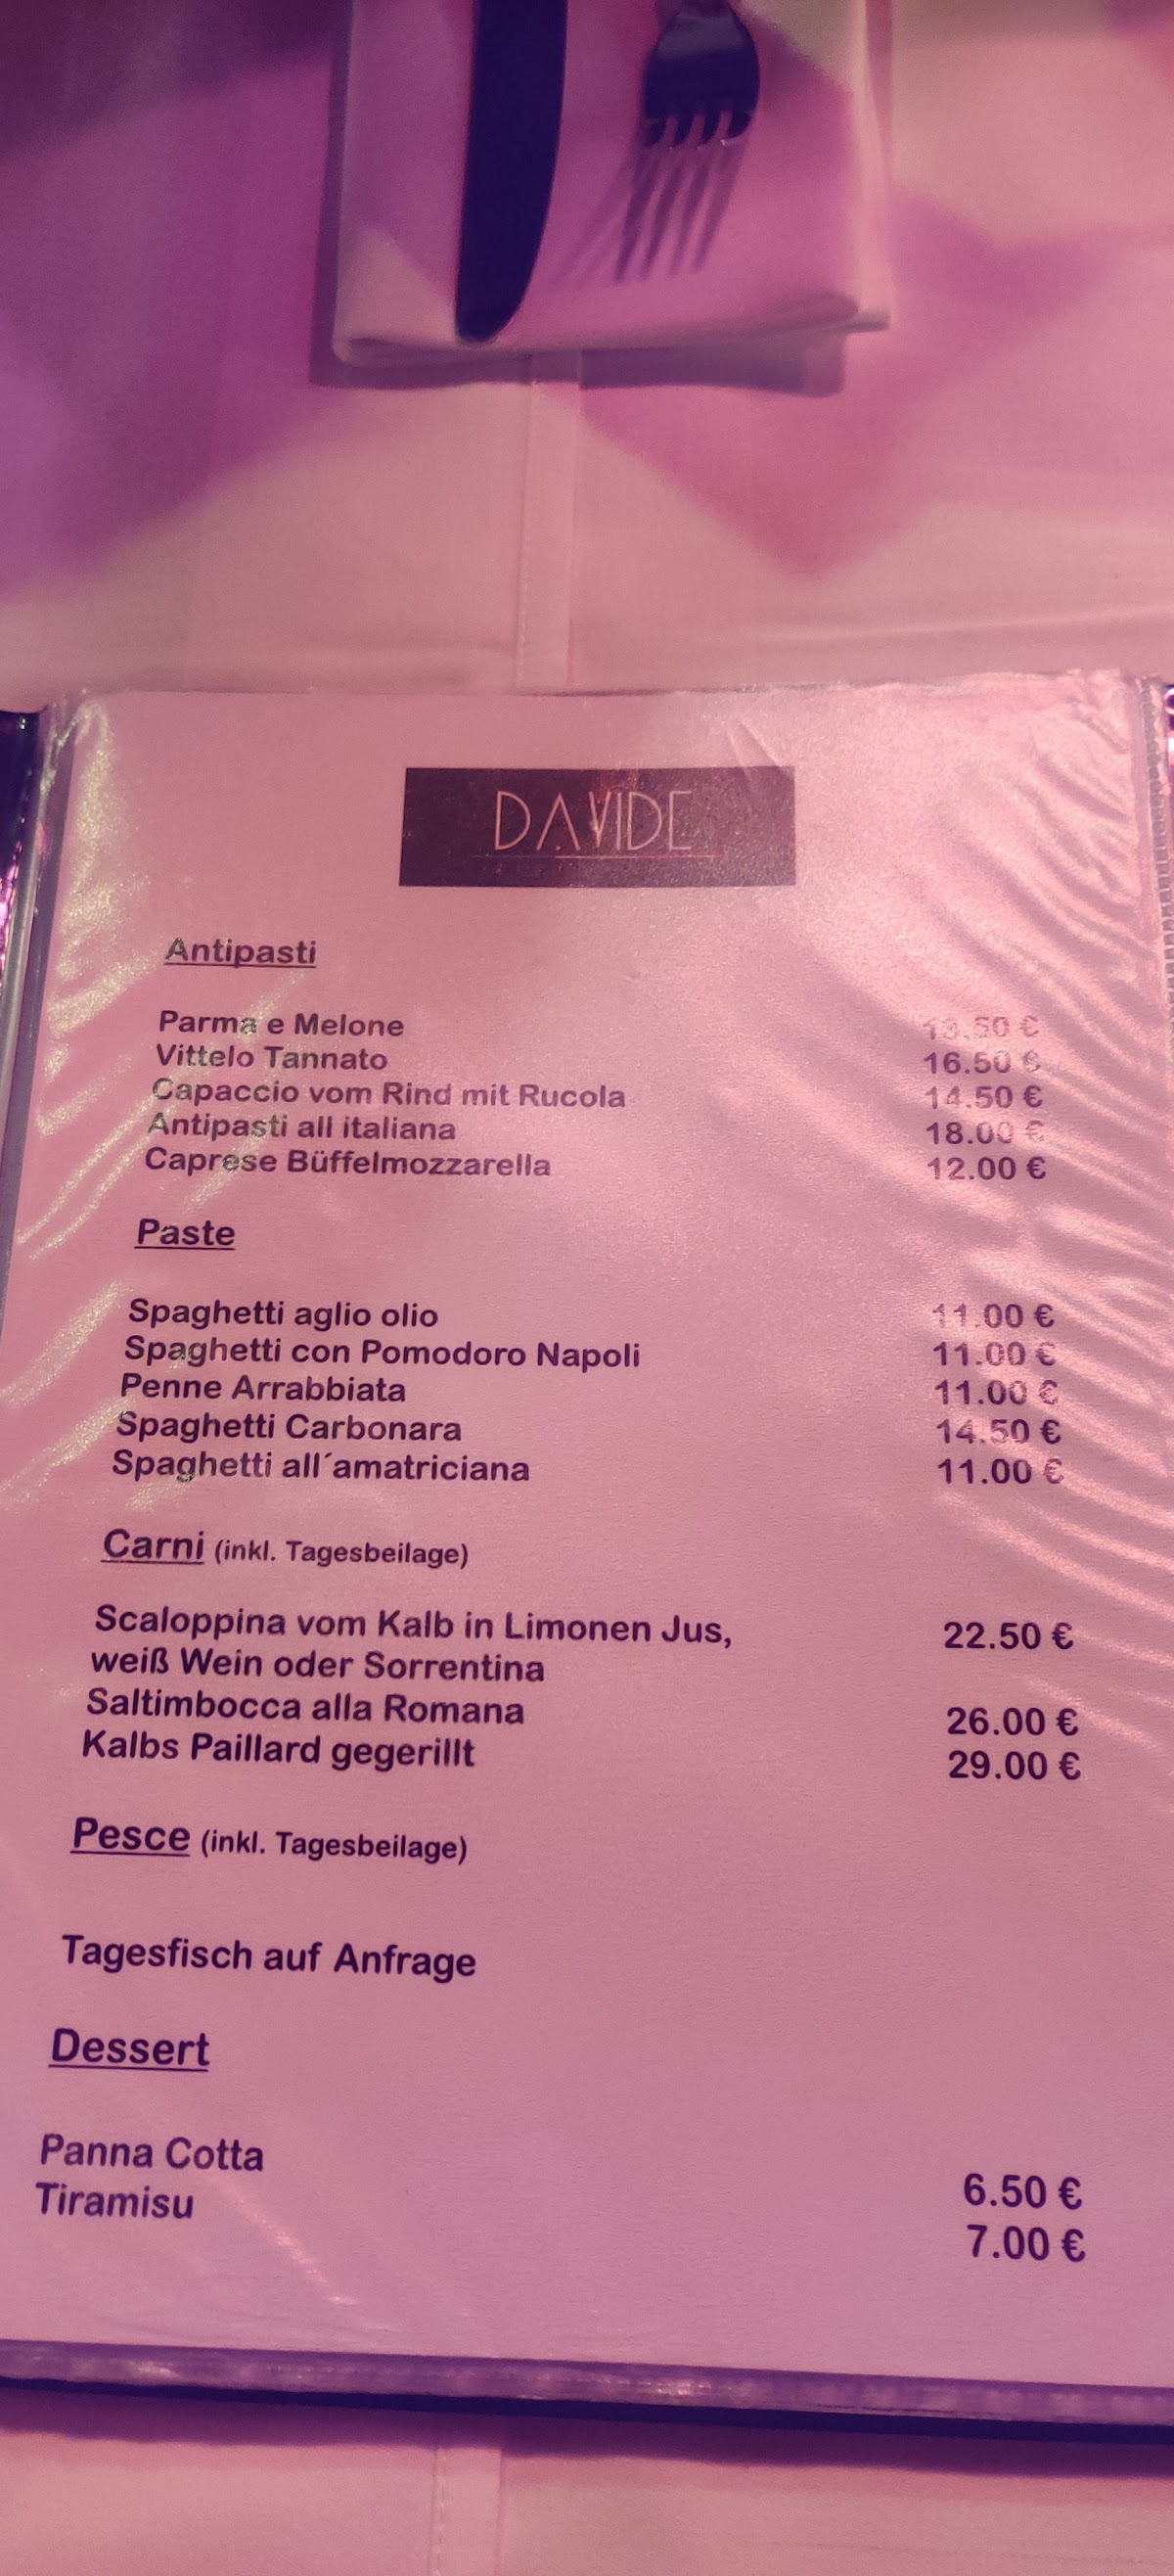 DAVIDE
Antipasti
Parma e Melone 13.50 €
Vittelo Tannato 16.50 €
Capaccio vom Rind mit Rucola 14.50 €
Antipasti all italiana 18.00 €
Caprese Büffelmozzarella 12.00 €
Paste
Spaghetti aglio olio 11.00 €
Spaghetti con Pomodoro Napoli 11.00 €
Penne Arrabbiata 11.00 €
Spaghetti Carbonara 14.50 €
Spaghetti all´amatriciana 11.00 €
Carni (inkl. Tagesbeilage)
Scaloppina vom Kalb in Limonen Jus, 22.50 €
weiß Wein oder Sorrentina
Saltimbocca alla Romana 26.00 €
Kalbs Paillard gegerillt 29.00 €
Pesce (inkl. Tagesbeilage)
Tagesfisch auf Anfrage
Dessert
Panna Cotta 6.50 €
Tiramisu 7.00 €